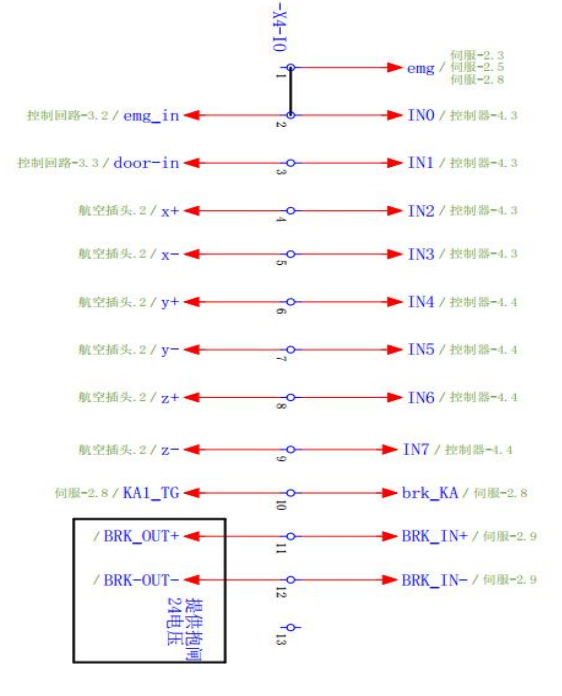 -X4-IO
伺服-2.3
1 emg / 伺服-2.5
伺服-2.8
控制回路-3.2 / emg_in 2 IN0 / 控制器-4.3
控制回路-3.3 / door-in 3 IN1 / 控制器-4.3
航空插头.2 / x+ 4 IN2 / 控制器-4.3
航空插头.2 / x- 5 IN3 / 控制器-4.3
航空插头.2 / y+ 6 IN4 / 控制器-4.4
航空插头.2 / y- 7 IN5 / 控制器-4.4
航空插头.2 / z+ 8 IN6 / 控制器-4.4
航空插头.2 / z- 9 IN7 / 控制器-4.4
伺服-2.8 / KA1_TG 10 brk_KA / 伺服-2.8
/ BRK_OUT+ 11 BRK_IN+ / 伺服-2.9
/ BRK-OUT- 12 BRK_IN- / 伺服-2.9
提供抱闸
24电压
13